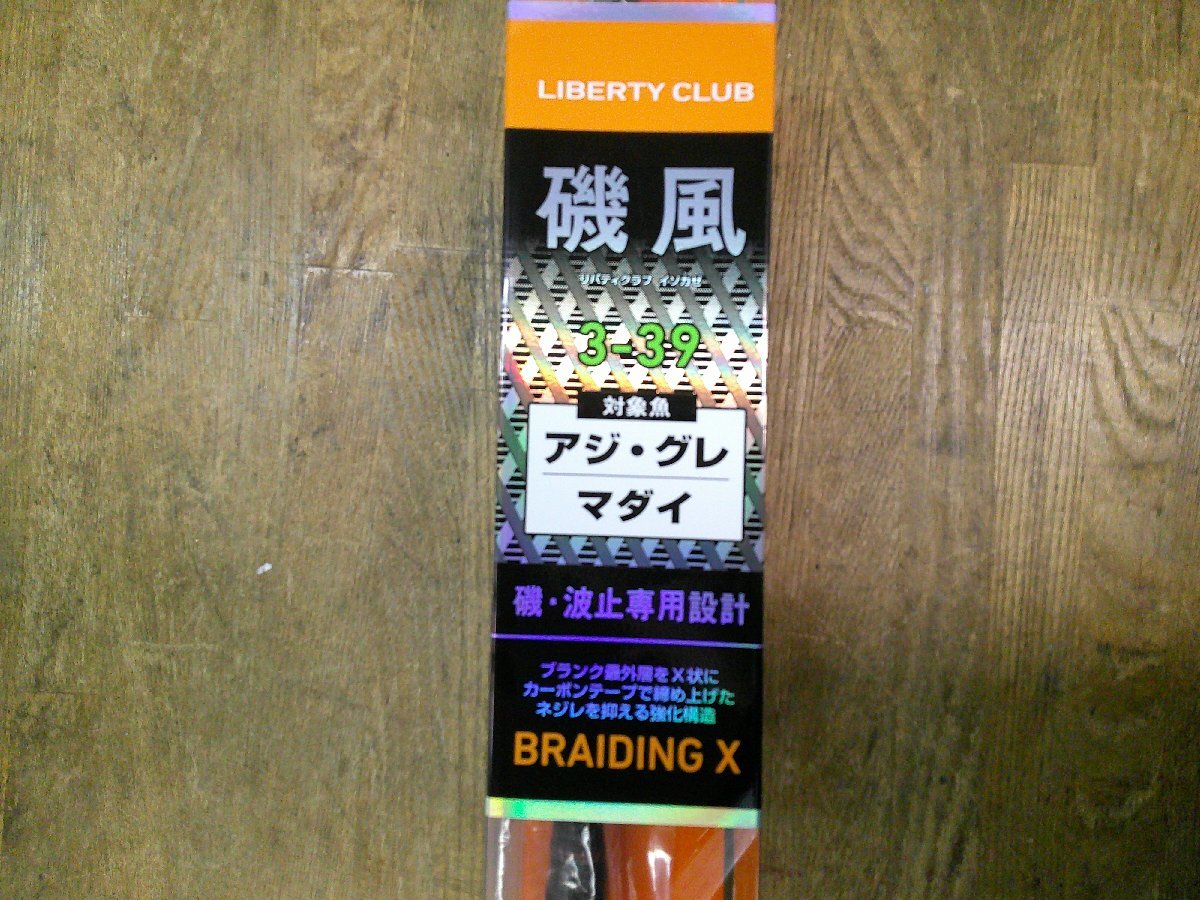 LIBERTY CLUB
磯風
リバティクラブ イソカゼ
3-39
対象魚
アジ・グレ
マダイ
磯・波止専用設計
ブランク最外層をX状に
カーボンテープで締め上げた
ネジレを抑える強化構造
BRAIDING X